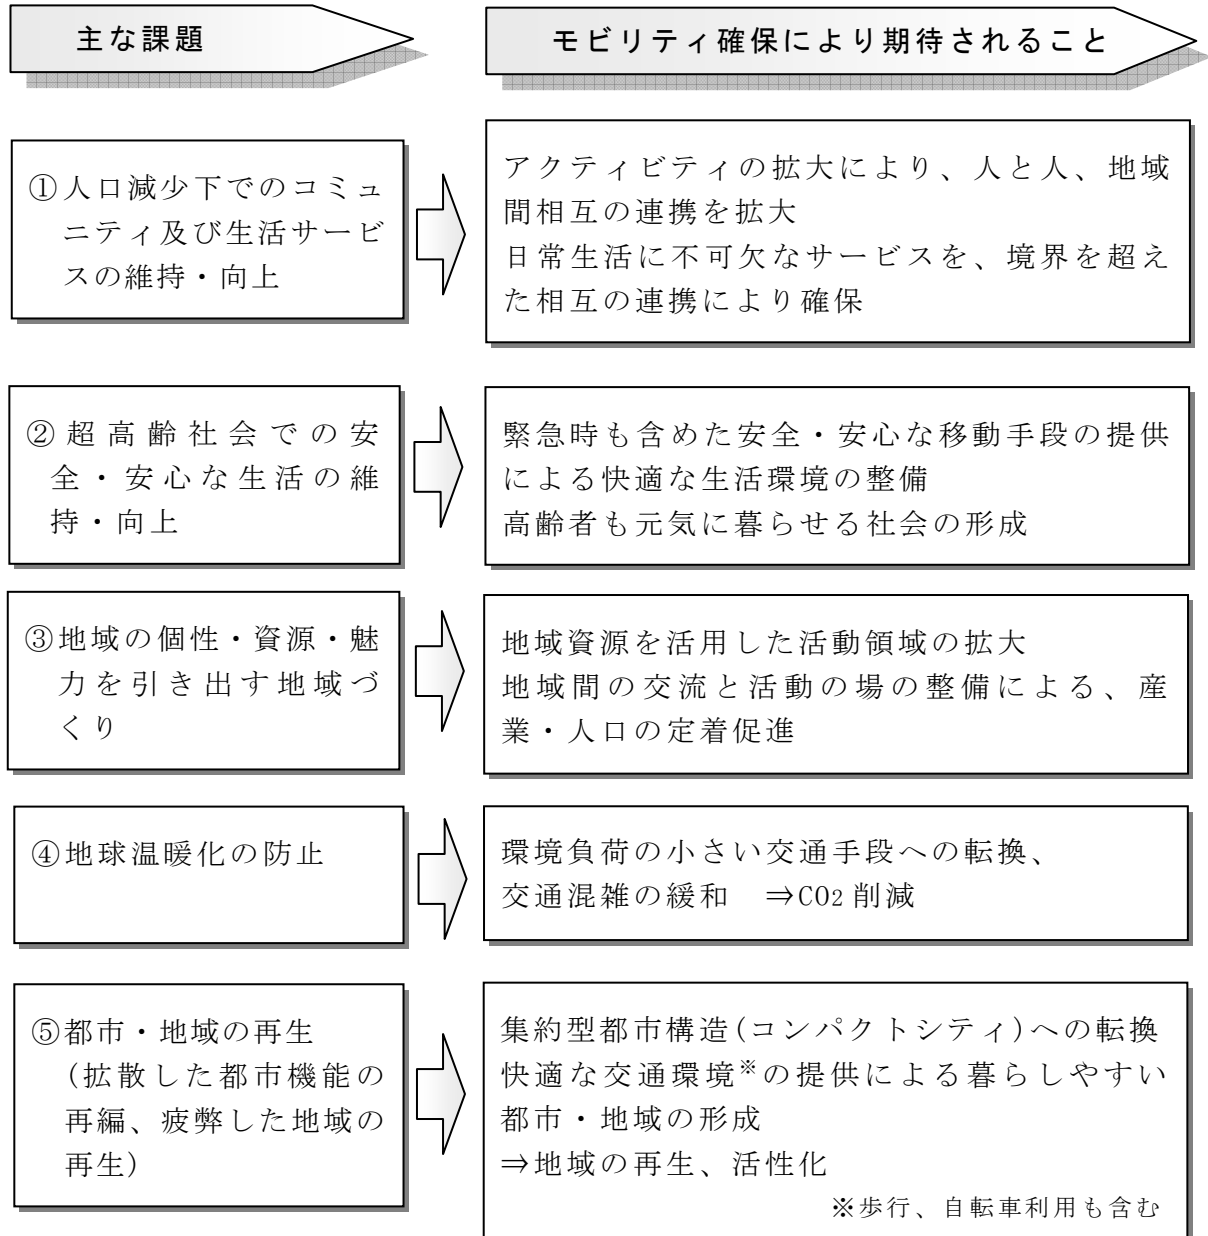 主な課題
モビリティ確保により期待されること
①人口減少下でのコミュ
ニティ及び生活サービ
スの維持・向上
アクティビティの拡大により、人と人、地域
間相互の連携を拡大
日常生活に不可欠なサービスを、境界を超え
た相互の連携により確保
②超高齢社会での安
全・安心な生活の維
持・向上
緊急時も含めた安全・安心な移動手段の提供
による快適な生活環境の整備
高齢者も元気に暮らせる社会の形成
③地域の個性・資源・魅
力を引き出す地域づ
くり
地域資源を活用した活動領域の拡大
地域間の交流と活動の場の整備による、産
業・人口の定着促進
④地球温暖化の防止
環境負荷の小さい交通手段への転換、
交通混雑の緩和　⇒CO2削減
⑤都市・地域の再生
(拡散した都市機能の
再編、疲弊した地域の
再生)
集約型都市構造(コンパクトシティ)への転換
快適な交通環境※の提供による暮らしやすい
都市・地域の形成
⇒地域の再生、活性化
※歩行、自転車利用も含む